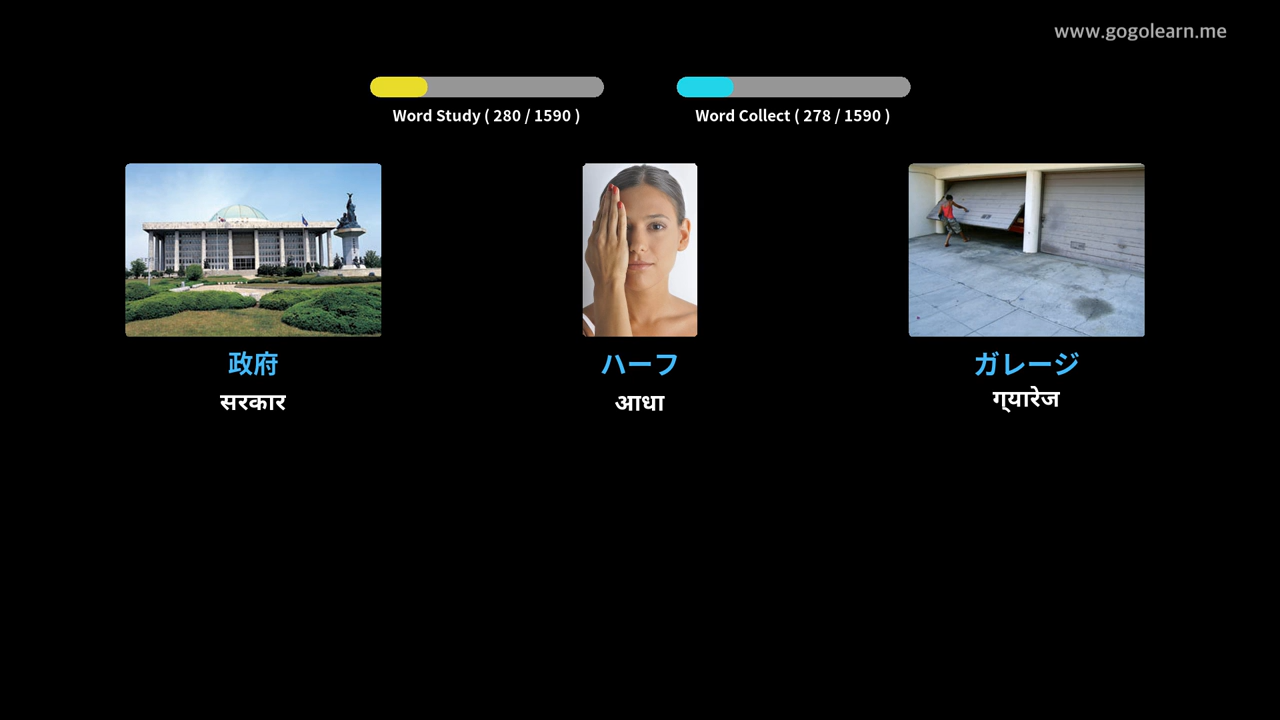 www.gogolearn.me
Word Study ( 280 / 1590 )
Word Collect ( 278 / 1590 )
政府
ハーフ
ガレージ
सरकार
आधा
ग्यारेज